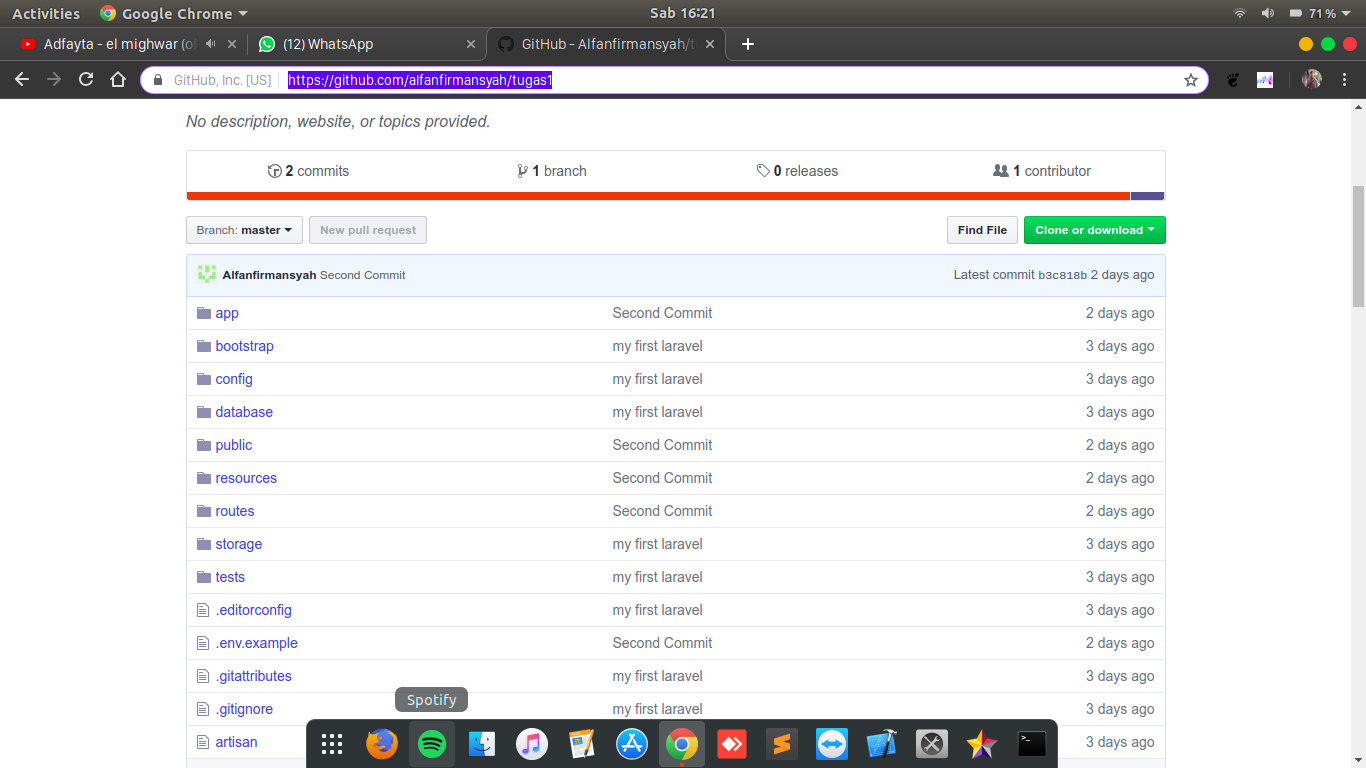 Activities Google Chrome Sab 16:21 71%
Adfayta - el mighwar (of (12) WhatsApp GitHub - Alfanfirmansyah/t
GitHub, Inc. [US] https://github.com/alfanfirmansyah/tugas1
No description, website, or topics provided.
2 commits 1 branch 0 releases 1 contributor
Branch: master New pull request Find File Clone or download
Alfanfirmansyah Second Commit Latest commit b3c818b 2 days ago
app Second Commit 2 days ago
bootstrap my first laravel 3 days ago
config my first laravel 3 days ago
database my first laravel 3 days ago
public Second Commit 2 days ago
resources Second Commit 2 days ago
routes Second Commit 2 days ago
storage my first laravel 3 days ago
tests my first laravel 3 days ago
.editorconfig my first laravel 3 days ago
.env.example Second Commit 2 days ago
.gitattributes my first laravel 3 days ago
Spotify
.gitignore my first laravel 3 days ago
artisan 3 days ago